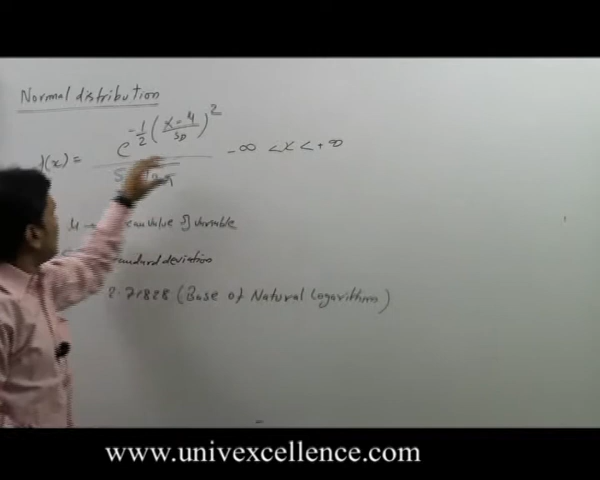 Normal distribution
f(x) = e^{-1/2 (x-μ / SD)^2} -∞ < x < +∞
μ → value of variable
standard deviation
2.71828 (Base of Natural Logarithm)
www.univexcellence.com